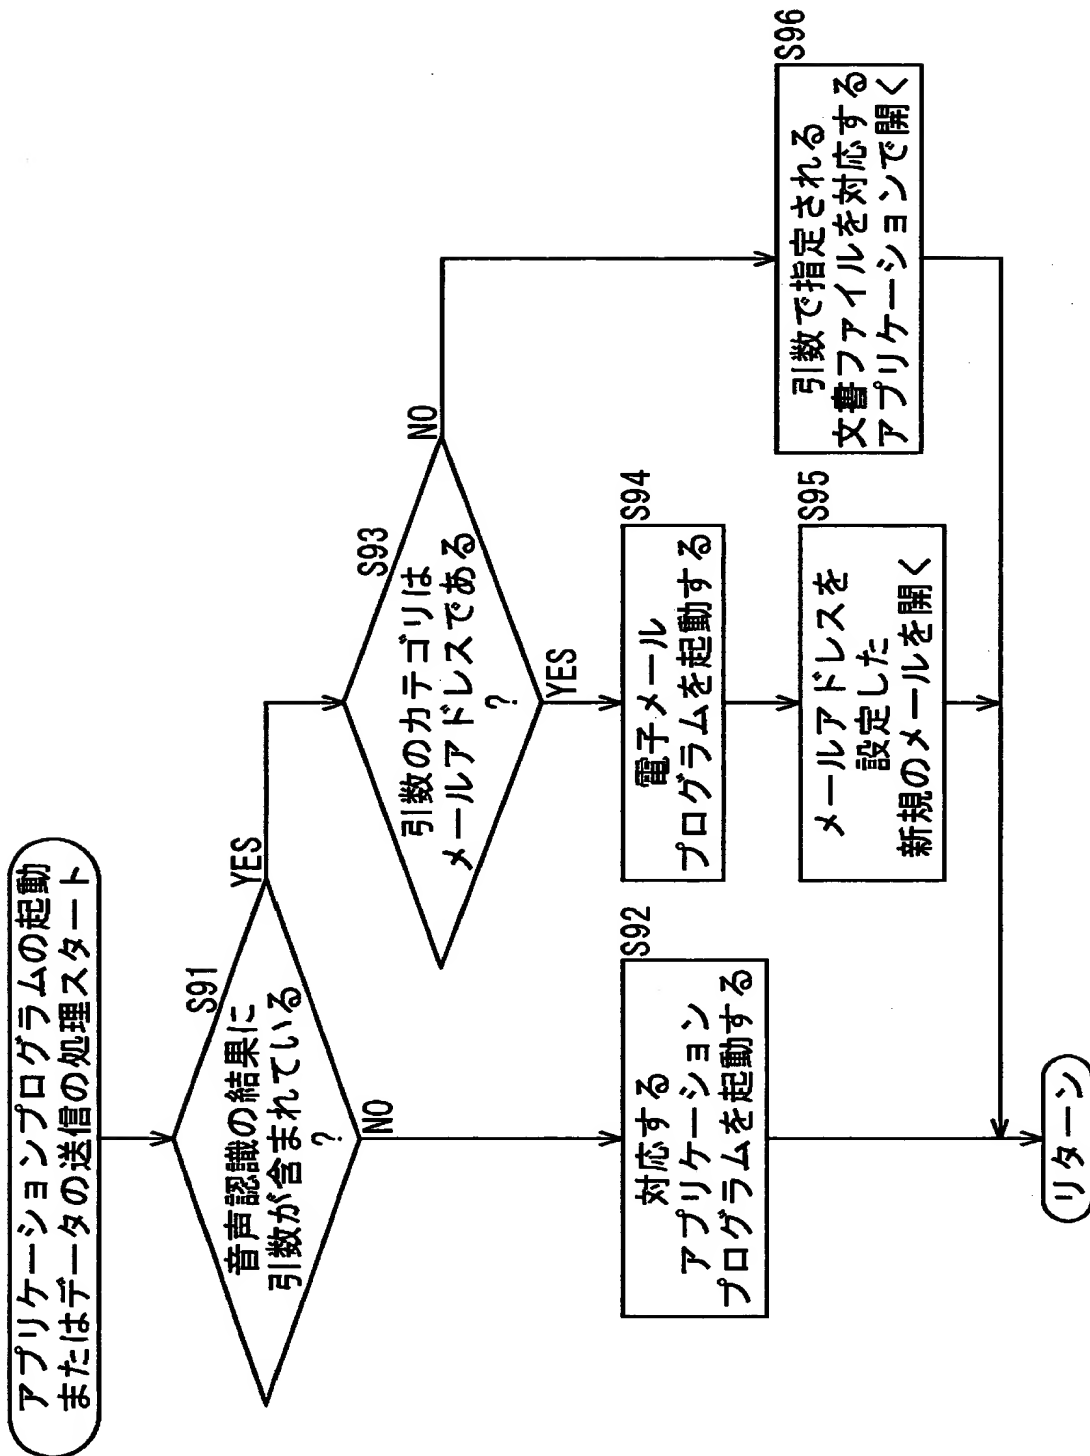 アプリケーションプログラムの起動
またはデータの送信の処理スタート
S91
音声認識の結果に
引数が含まれている
?
YES
NO
S92
対応する
アプリケーション
プログラムを起動する
S93
引数のカテゴリは
メールアドレスである
?
NO
YES
S94
電子メール
プログラムを起動する
S95
メールアドレスを
設定した
新規のメールを開く
S96
引数で指定される
文書ファイルを対応する
アプリケーションで開く
リターン